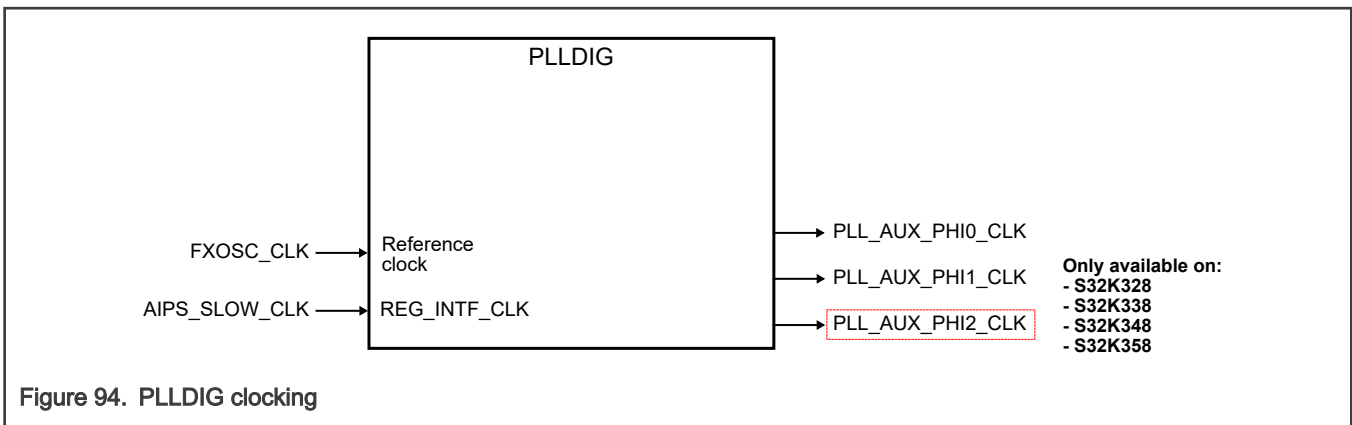 PLLDIG
FXOSC_CLK
Reference
clock
AIPS_SLOW_CLK
REG_INTF_CLK
PLL_AUX_PHI0_CLK
PLL_AUX_PHI1_CLK
PLL_AUX_PHI2_CLK
Only available on:
- S32K328
- S32K338
- S32K348
- S32K358
Figure 94. PLLDIG clocking